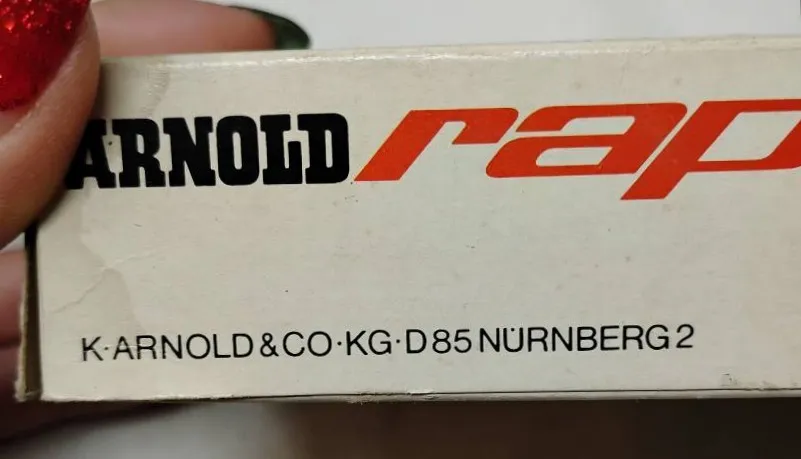 ARNOLD rap
K·ARNOLD & CO·KG·D85 NÜRNBERG 2